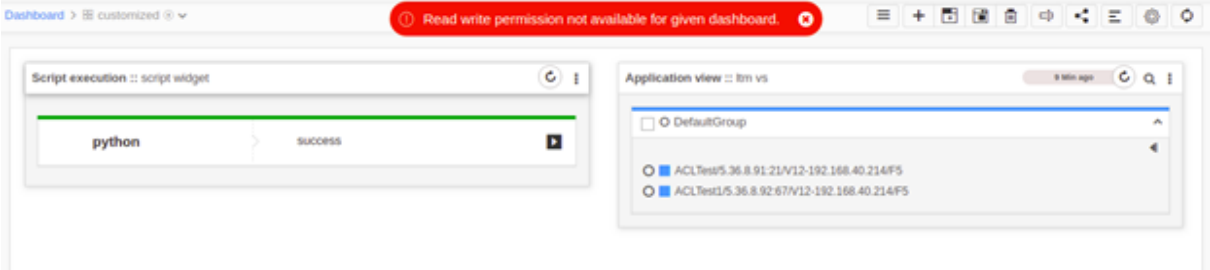 Dashboard > customized
Read write permission not available for given dashboard.
Script execution :: script widget
python
success
Application view :: ltm vs
9 Min ago
DefaultGroup
ACLTest/5.36.8.91:21/V12-192.168.40.214/F5
ACLTest1/5.36.8.92:67/V12-192.168.40.214/F5